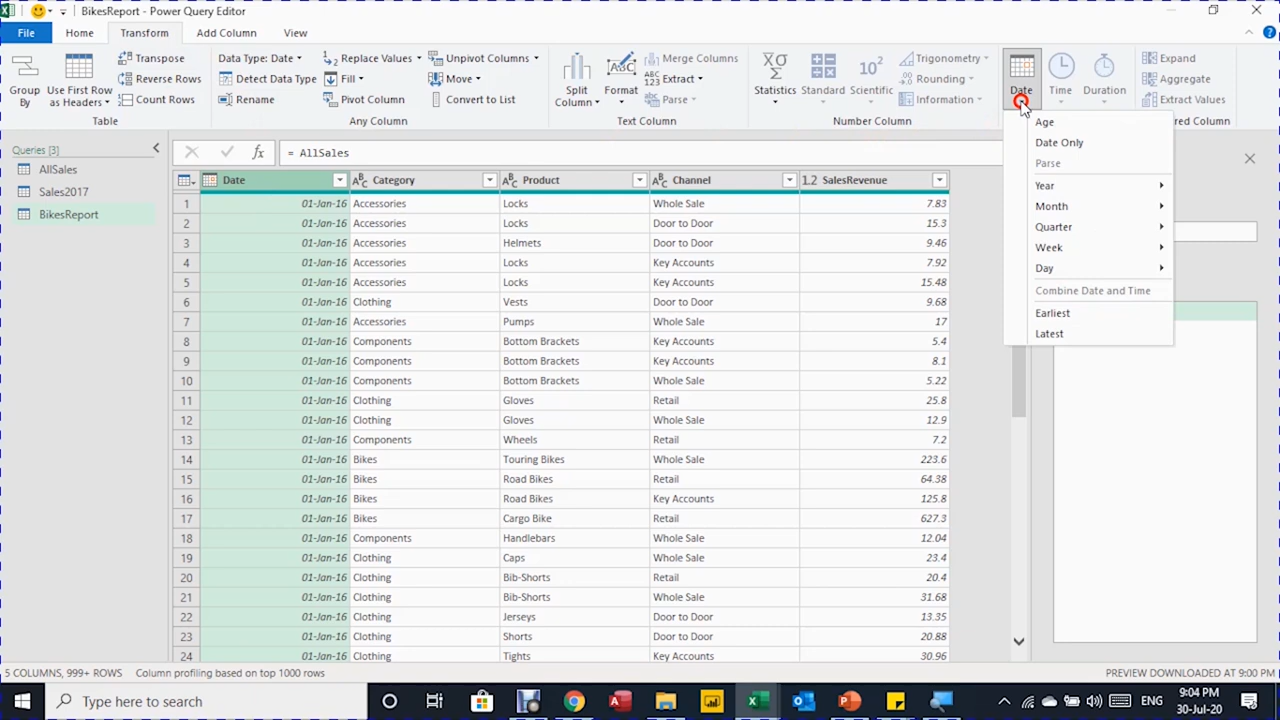 BikesReport - Power Query Editor
File Home Transform Add Column View
Group By
Use First Row as Headers
Transpose
Reverse Rows
Count Rows
Table
Data Type: Date
Detect Data Type
Rename
Replace Values
Fill
Pivot Column
Unpivot Columns
Move
Convert to List
Any Column
Split Column
Format
Merge Columns
Extract
Parse
Text Column
Statistics
Standard
Scientific
Trigonometry
Rounding
Information
Number Column
Date
Time
Duration
Expand
Aggregate
Extract Values
ured Column
Age
Date Only
Parse
Year
Month
Quarter
Week
Day
Combine Date and Time
Earliest
Latest
Queries [3]
AllSales
Sales2017
BikesReport
fx = AllSales
Date Category Product Channel 1.2 SalesRevenue
1 01-Jan-16 Accessories Locks Whole Sale 7.83
2 01-Jan-16 Accessories Locks Door to Door 15.3
3 01-Jan-16 Accessories Helmets Door to Door 9.46
4 01-Jan-16 Accessories Locks Key Accounts 7.92
5 01-Jan-16 Accessories Locks Key Accounts 15.48
6 01-Jan-16 Clothing Vests Door to Door 9.68
7 01-Jan-16 Accessories Pumps Whole Sale 17
8 01-Jan-16 Components Bottom Brackets Key Accounts 5.4
9 01-Jan-16 Components Bottom Brackets Key Accounts 8.1
10 01-Jan-16 Components Bottom Brackets Whole Sale 5.22
11 01-Jan-16 Clothing Gloves Retail 25.8
12 01-Jan-16 Clothing Gloves Whole Sale 12.9
13 01-Jan-16 Components Wheels Retail 7.2
14 01-Jan-16 Bikes Touring Bikes Whole Sale 223.6
15 01-Jan-16 Bikes Road Bikes Retail 64.38
16 01-Jan-16 Bikes Road Bikes Key Accounts 125.8
17 01-Jan-16 Bikes Cargo Bike Retail 627.3
18 01-Jan-16 Components Handlebars Whole Sale 12.04
19 01-Jan-16 Clothing Caps Whole Sale 23.4
20 01-Jan-16 Clothing Bib-Shorts Retail 20.4
21 01-Jan-16 Clothing Bib-Shorts Whole Sale 31.68
22 01-Jan-16 Clothing Jerseys Door to Door 13.35
23 01-Jan-16 Clothing Shorts Door to Door 20.88
24 01-Jan-16 Clothing Tights Key Accounts 30.96
5 COLUMNS, 999+ ROWS Column profiling based on top 1000 rows PREVIEW DOWNLOADED AT 9:00 PM
Type here to search
ENG
9:04 PM
30-Jul-20